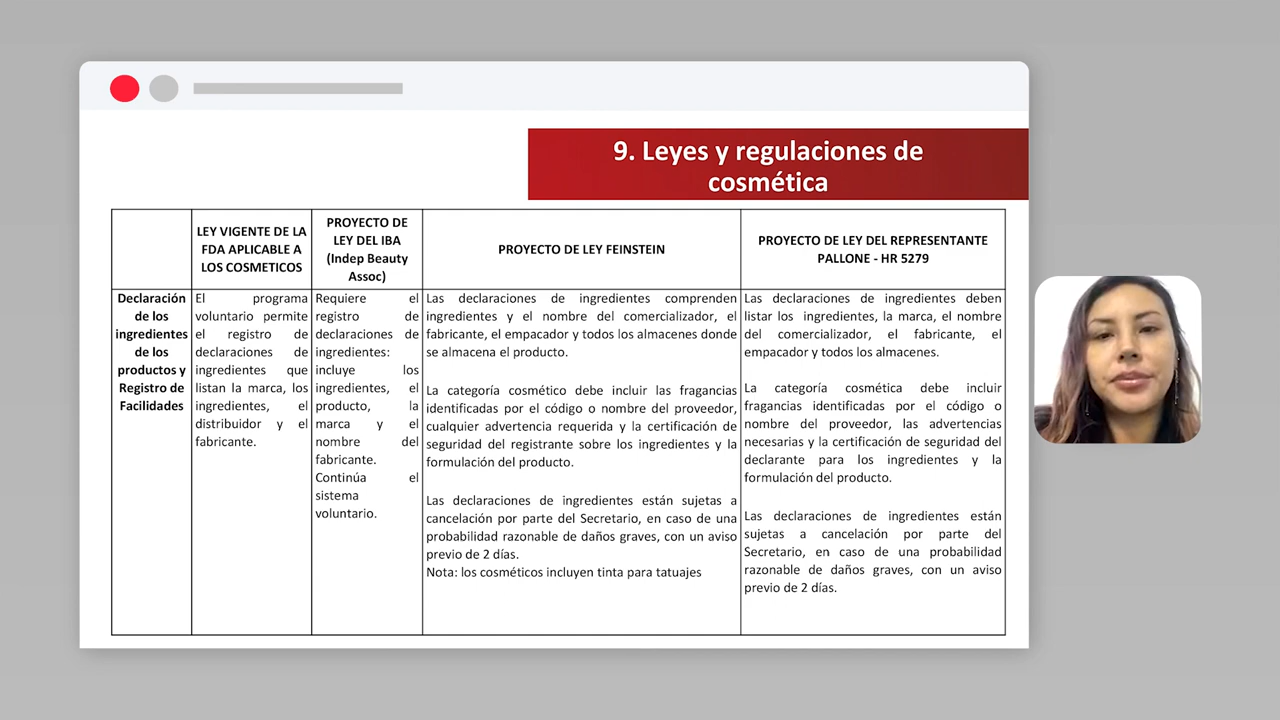 9. Leyes y regulaciones de
cosmética
LEY VIGENTE DE LA
FDA APLICABLE A
LOS COSMETICOS
PROYECTO DE
LEY DEL IBA
(Indep Beauty
Assoc)
PROYECTO DE LEY FEINSTEIN
PROYECTO DE LEY DEL REPRESENTANTE
PALLONE - HR 5279
Declaración
de los
ingredientes
de los
productos y
Registro de
Facilidades
El programa
voluntario permite
el registro de
declaraciones de
ingredientes que
listan la marca, los
ingredientes, el
distribuidor y el
fabricante.
Requiere el
registro de
declaraciones de
ingredientes:
incluye los
ingredientes, el
producto, la
marca y el
nombre del
fabricante.
Continúa el
sistema
voluntario.
Las declaraciones de ingredientes comprenden
ingredientes y el nombre del comercializador, el
fabricante, el empacador y todos los almacenes donde
se almacena el producto.
La categoría cosmético debe incluir las fragancias
identificadas por el código o nombre del proveedor,
cualquier advertencia requerida y la certificación de
seguridad del registrante sobre los ingredientes y la
formulación del producto.
Las declaraciones de ingredientes están sujetas a
cancelación por parte del Secretario, en caso de una
probabilidad razonable de daños graves, con un aviso
previo de 2 días.
Nota: los cosméticos incluyen tinta para tatuajes
Las declaraciones de ingredientes deben
listar los ingredientes, la marca, el nombre
del comercializador, el fabricante, el
empacador y todos los almacenes.
La categoría cosmética debe incluir
fragancias identificadas por el código o
nombre del proveedor, las advertencias
necesarias y la certificación de seguridad del
declarante para los ingredientes y la
formulación del producto.
Las declaraciones de ingredientes están
sujetas a cancelación por parte del
Secretario, en caso de una probabilidad
razonable de daños graves, con un aviso
previo de 2 días.